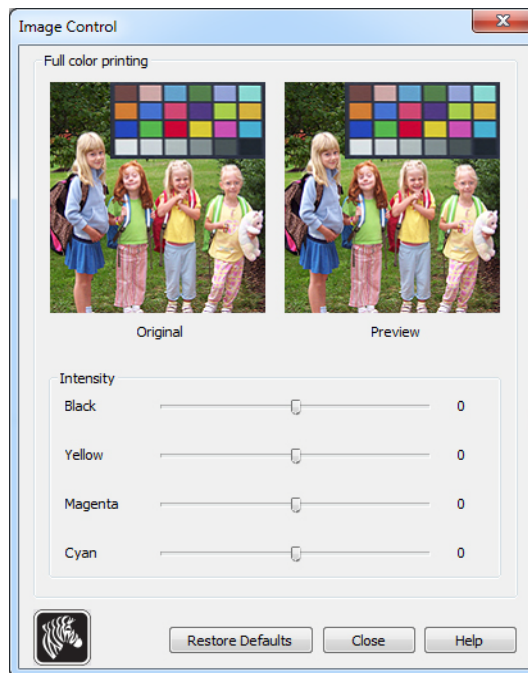 Image Control
Full color printing
Original
Preview
Intensity
Black 0
Yellow 0
Magenta 0
Cyan 0
Restore Defaults
Close
Help